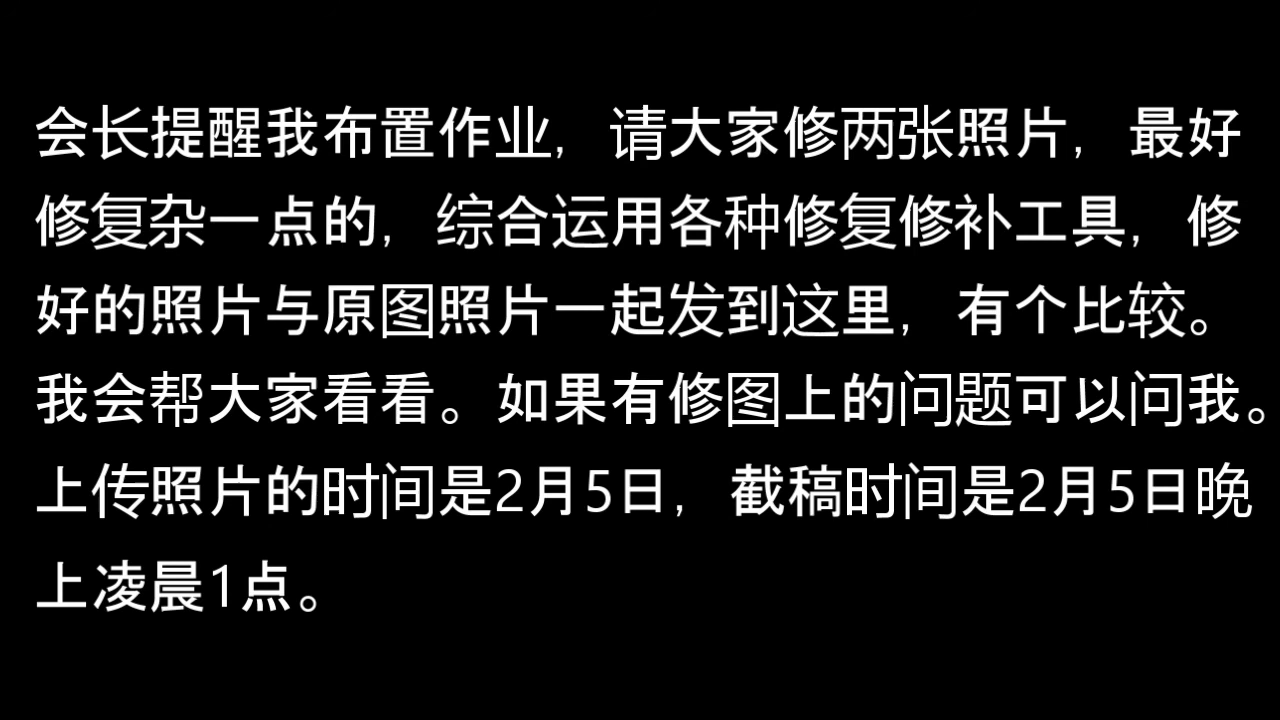 会长提醒我布置作业，请大家修两张照片，最好
修复杂一点的，综合运用各种修复修补工具，修
好的照片与原图照片一起发到这里，有个比较。
我会帮大家看看。如果有修图上的问题可以问我。
上传照片的时间是2月5日，截稿时间是2月5日晚
上凌晨1点。